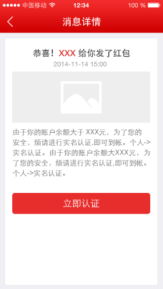 中国移动 12:34 100%
消息详情
恭喜！XXX 给你发了红包
2014-11-14 15:00
由于你的账户余额大于 XXX元，为了您的
安全，烦请进行实名认证,即可到帐。个人->
实名认证。由于你的账户余额大XXX元，为
了您的安全，烦请进行实名认证,即可到帐。
个人->实名认证。
立即认证